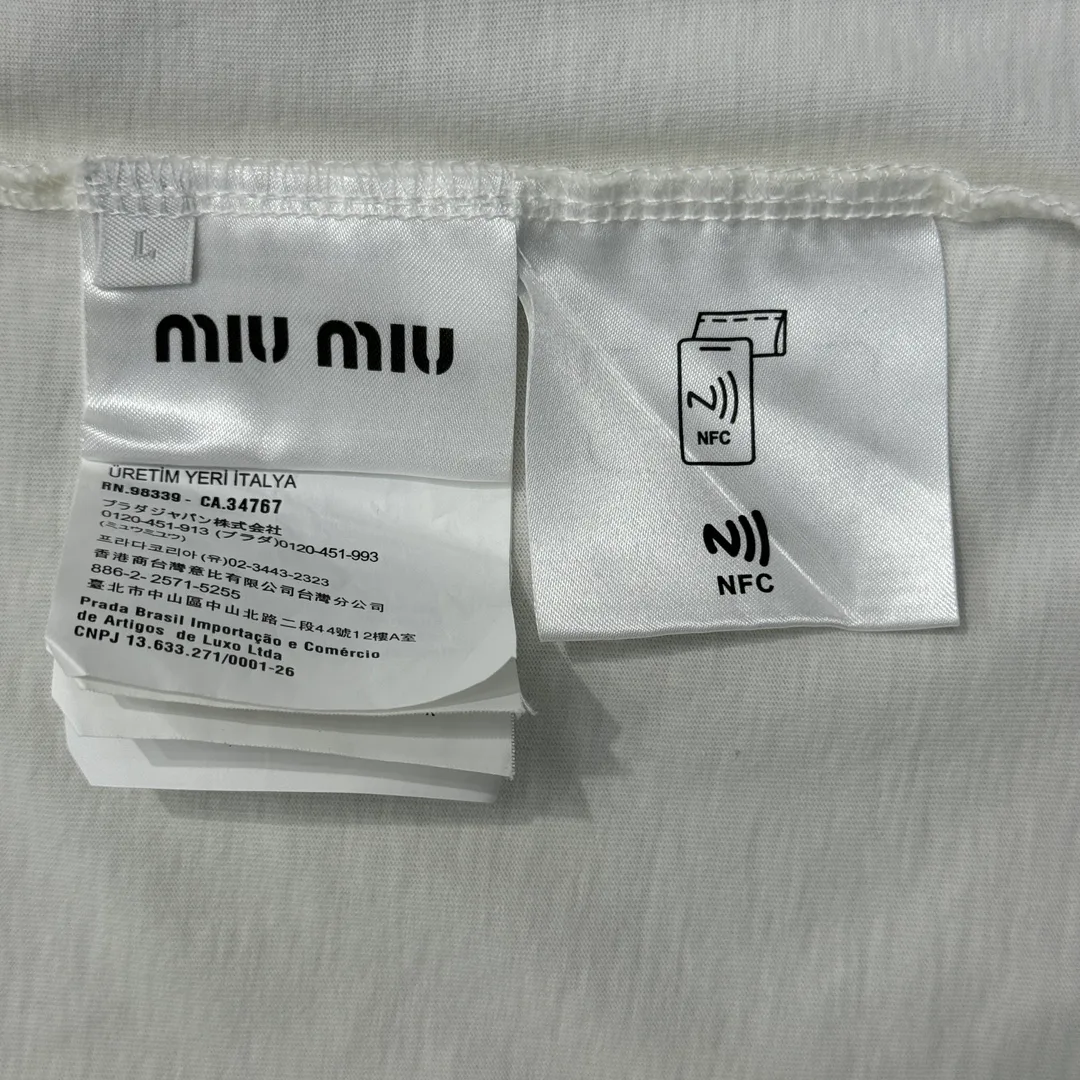 L
MIU MIU
ÜRETİM YERİ İTALYA
RN.98339 - CA.34767
プラダジャパン株式会社
0120-451-913 (プラダ)0120-451-993
(ミュウミュウ)
프라다코리아(유)02-3443-2323
香港商台灣意比有限公司台灣分公司
886-2- 2571-5255
臺北市中山區中山北路二段44號12樓A室
Prada Brasil Importação e Comércio
de Artigos de Luxo Ltda
CNPJ 13.633.271/0001-26
NFC
NFC